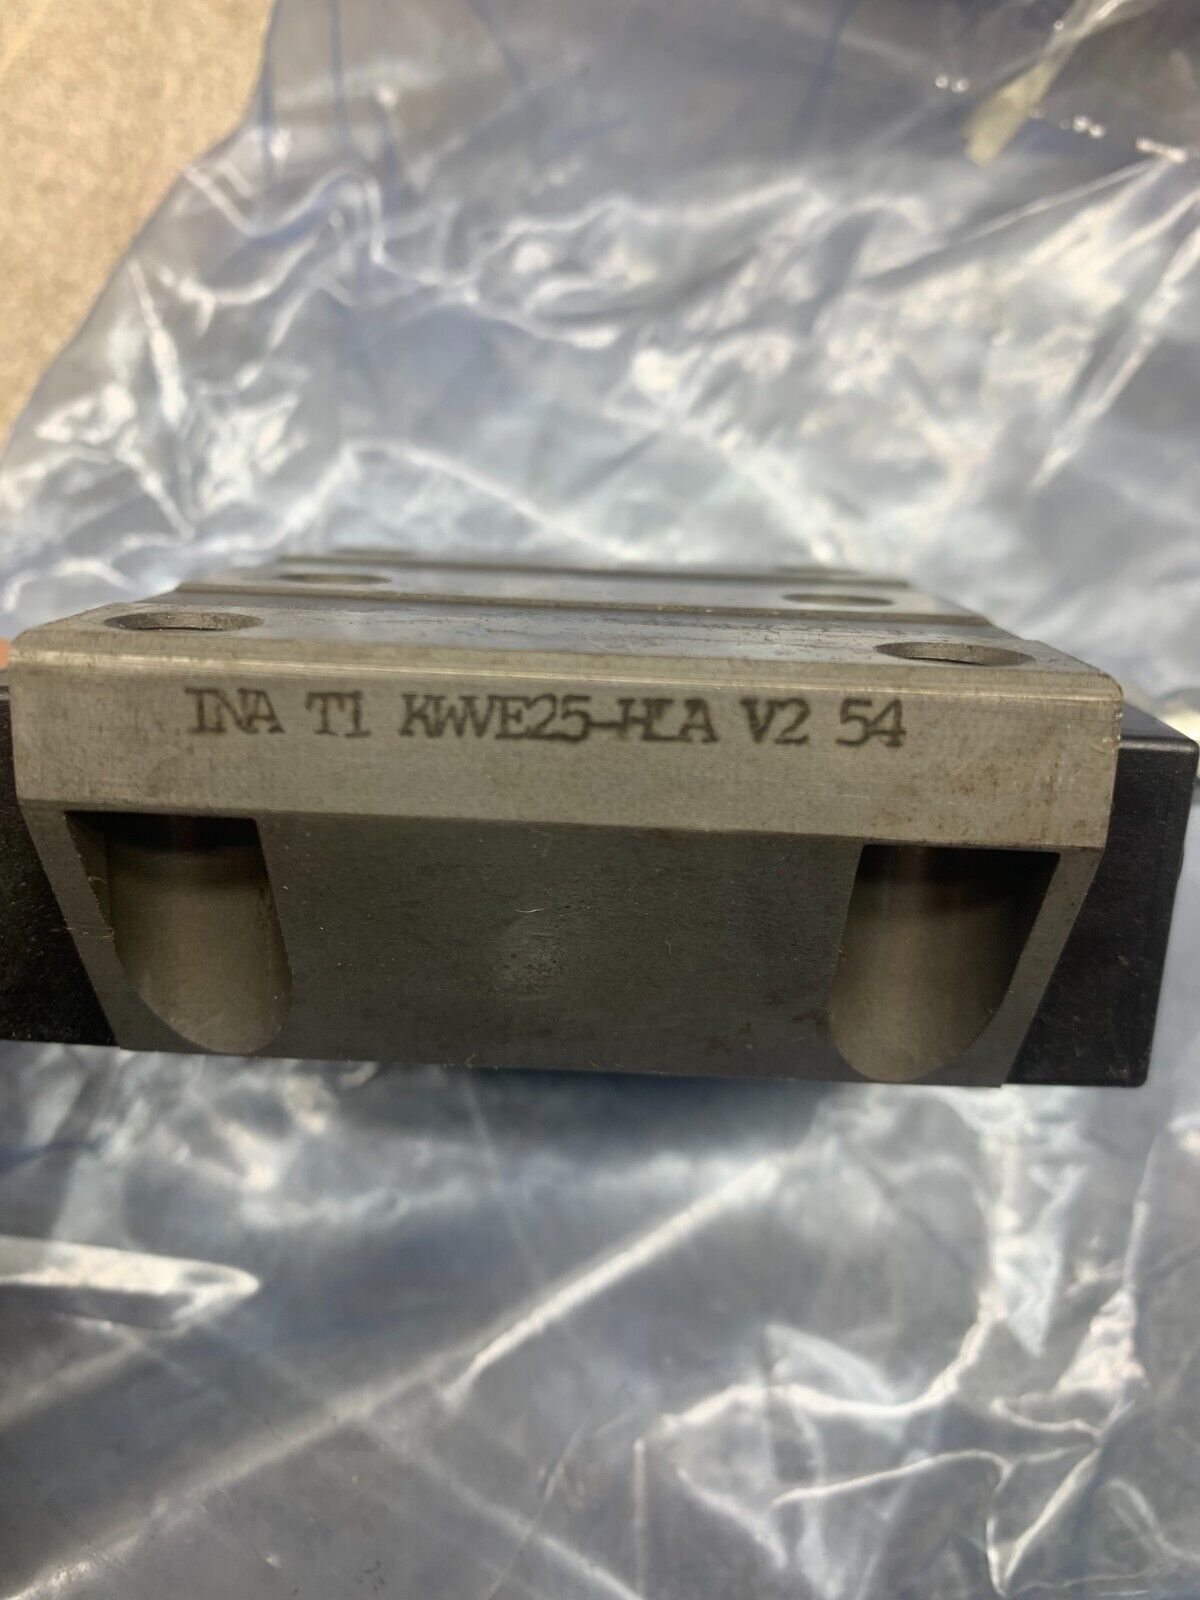 INA T1 KWVE25-HLA V2 54